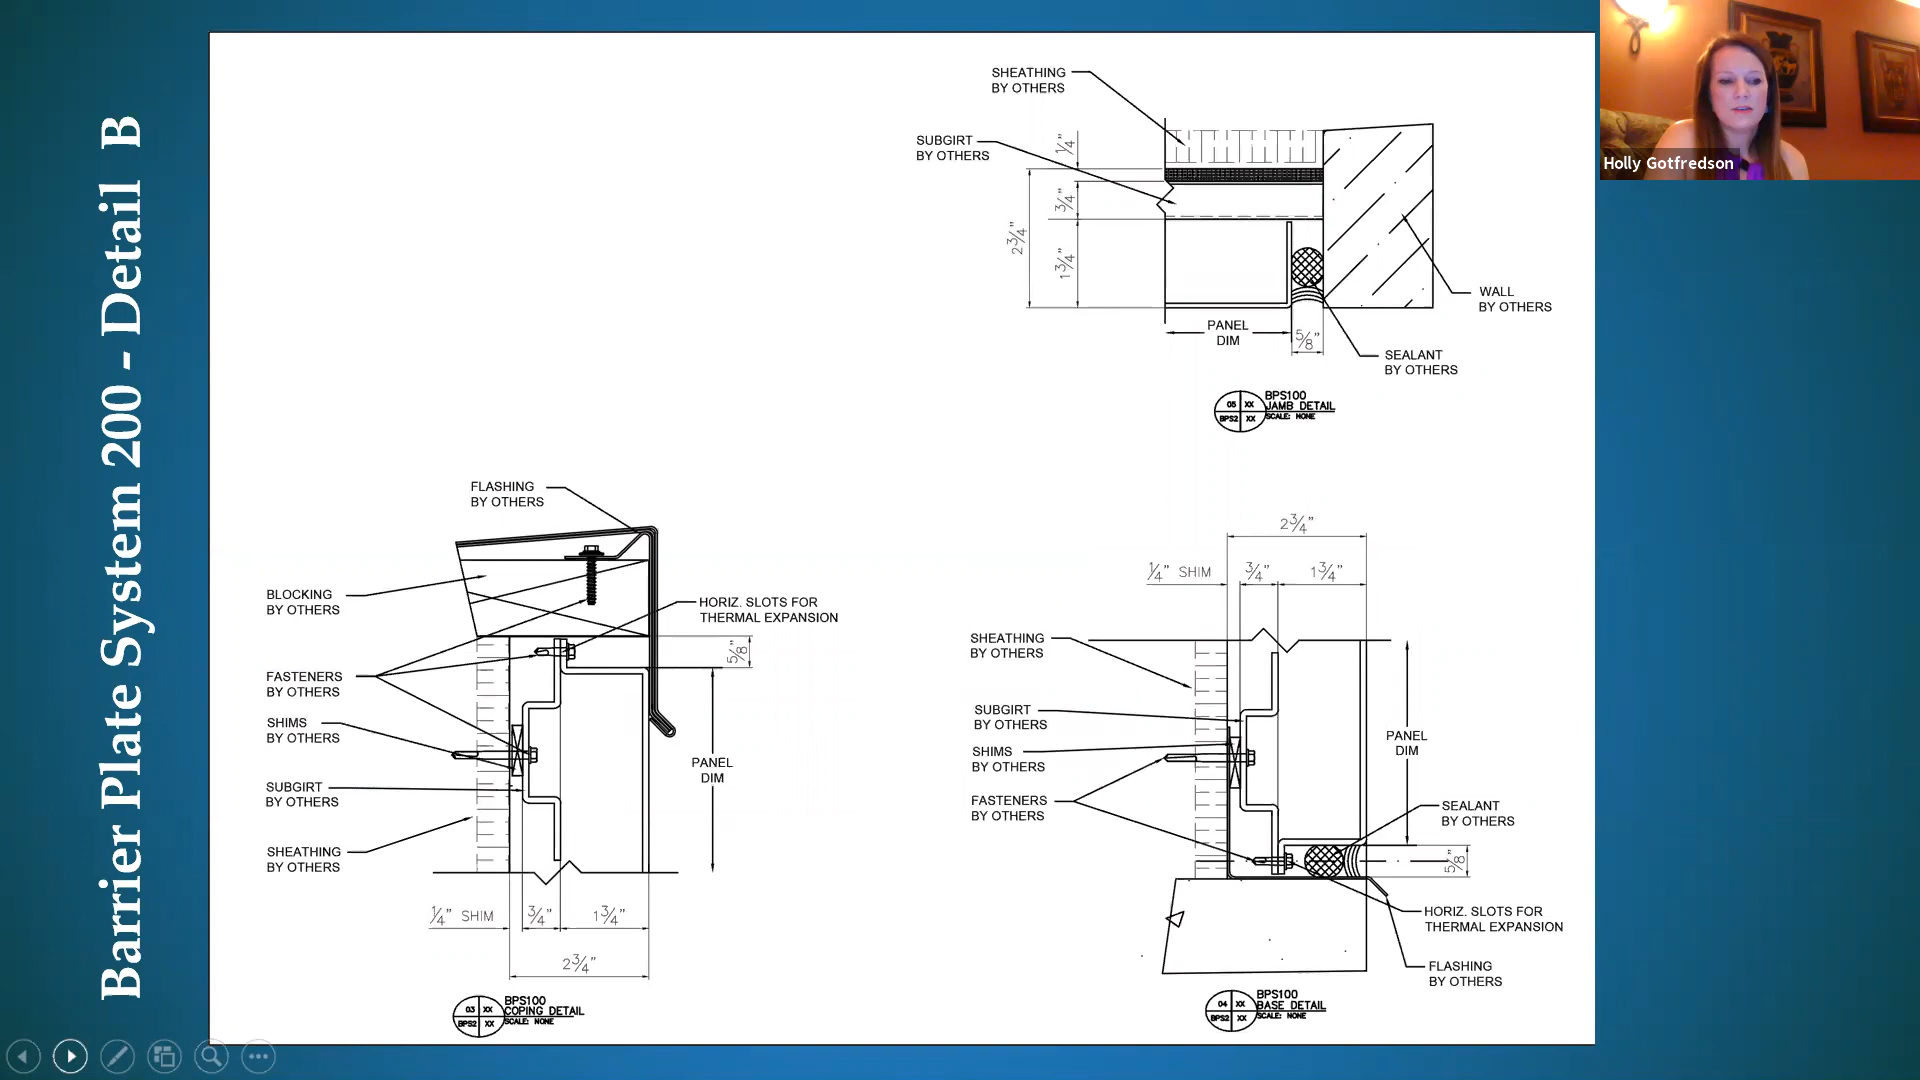 Barrier Plate System 200 - Detail B
SHEATHING
BY OTHERS
SUBGIRT
BY OTHERS
1/4"
3/4"
2 3/4"
1 3/4"
PANEL
DIM
5/8"
WALL
BY OTHERS
SEALANT
BY OTHERS
05 XX
BPS2 XX
BPS100
JAMB DETAIL
SCALE: NONE
Holly Gotfredson
FLASHING
BY OTHERS
BLOCKING
BY OTHERS
HORIZ. SLOTS FOR
THERMAL EXPANSION
5/8"
FASTENERS
BY OTHERS
SHIMS
BY OTHERS
PANEL
DIM
SUBGIRT
BY OTHERS
SHEATHING
BY OTHERS
1/4" SHIM
3/4"
1 3/4"
2 3/4"
03 XX
BPS2 XX
BPS100
COPING DETAIL
SCALE: NONE
2 3/4"
1/4" SHIM
3/4"
1 3/4"
SHEATHING
BY OTHERS
SUBGIRT
BY OTHERS
PANEL
DIM
SHIMS
BY OTHERS
FASTENERS
BY OTHERS
SEALANT
BY OTHERS
5/8"
HORIZ. SLOTS FOR
THERMAL EXPANSION
FLASHING
BY OTHERS
04 XX
BPS2 XX
BPS100
BASE DETAIL
SCALE: NONE